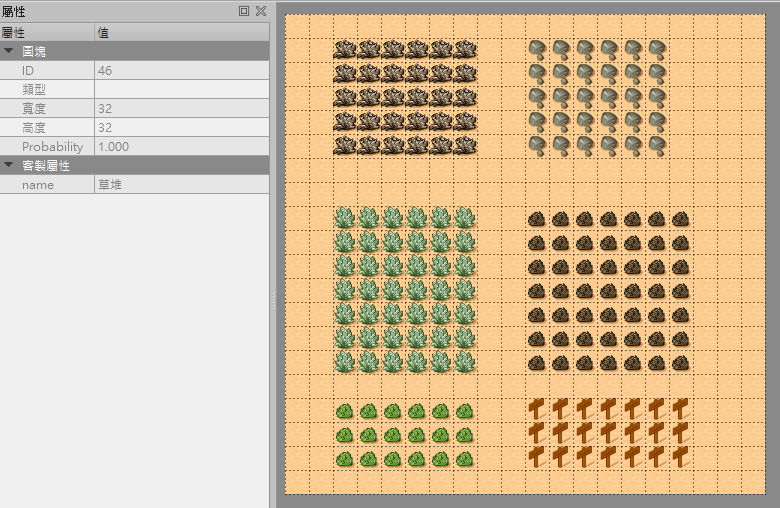 屬性
屬性 值
圖塊
ID 46
類型
寬度 32
高度 32
Probability 1.000
客製屬性
name 草堆